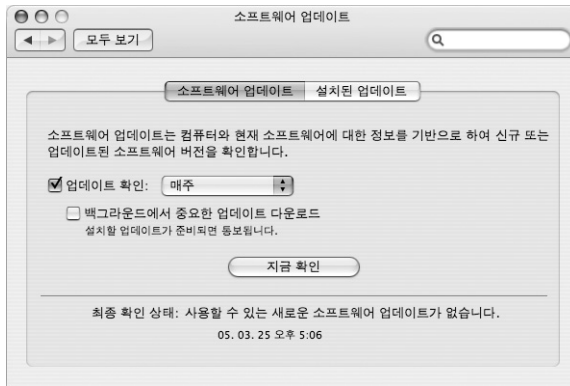 소프트웨어 업데이트
모두 보기
소프트웨어 업데이트 설치된 업데이트
소프트웨어 업데이트는 컴퓨터와 현재 소프트웨어에 대한 정보를 기반으로 하여 신규 또는
업데이트된 소프트웨어 버전을 확인합니다.
업데이트 확인: 매주
백그라운드에서 중요한 업데이트 다운로드
설치할 업데이트가 준비되면 통보됩니다.
지금 확인
최종 확인 상태: 사용할 수 있는 새로운 소프트웨어 업데이트가 없습니다.
05. 03. 25 오후 5:06